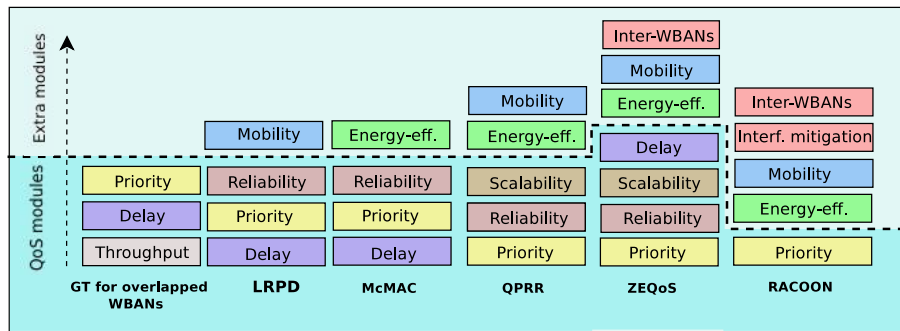 Extra modules
QoS modules
Inter-WBANs
Mobility
Mobility
Energy-eff.
Inter-WBANs
Mobility
Energy-eff.
Energy-eff.
Delay
Interf. mitigation
Priority
Reliability
Reliability
Scalability
Scalability
Mobility
Delay
Priority
Priority
Reliability
Reliability
Energy-eff.
Throughput
Delay
Delay
Priority
Priority
Priority
GT for overlapped
WBANs
LRPD
McMAC
QPRR
ZEQoS
RACOON